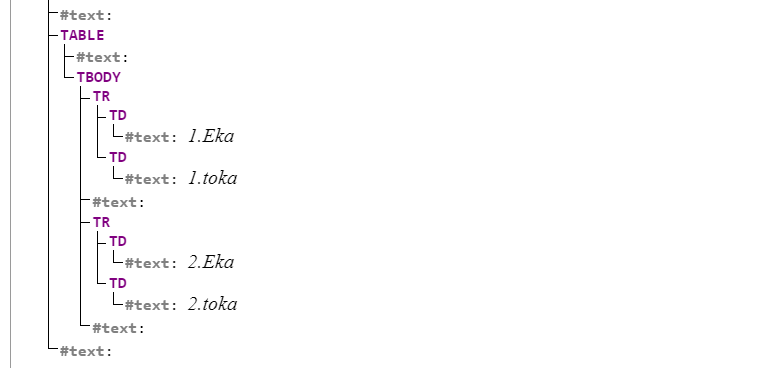 #text:
TABLE
#text:
TBODY
TR
TD
#text: 1.Eka
TD
#text: 1.toka
#text:
TR
TD
#text: 2.Eka
TD
#text: 2.toka
#text:
#text: